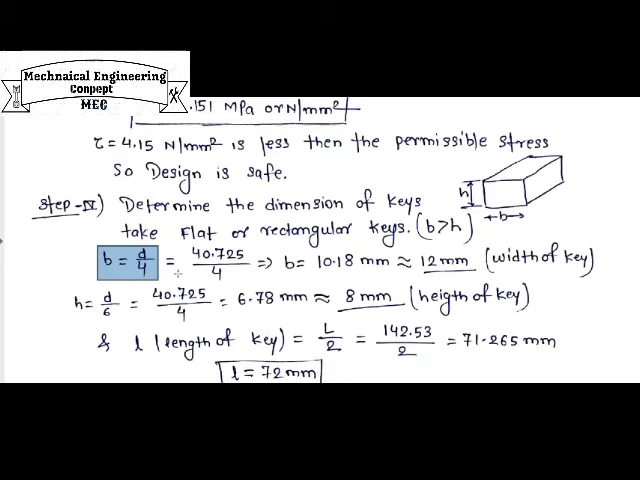 Mechnaical Engineering
Conpept
MEC
.151 MPa or N/mm²
τ = 4.15 N/mm² is less then the permissible stress
So Design is safe.
Step-IV) Determine the dimension of keys
take Flat or rectangular keys. (b>h)
h
b
b = d/4 = 40.725/4 ⇒ b = 10.18 mm ≈ 12 mm (width of key)
h = d/6 = 40.725/4 = 6.78 mm ≈ 8 mm (heigth of key)
& l (length of key) = L/2 = 142.53/2 = 71.265 mm
l = 72 mm